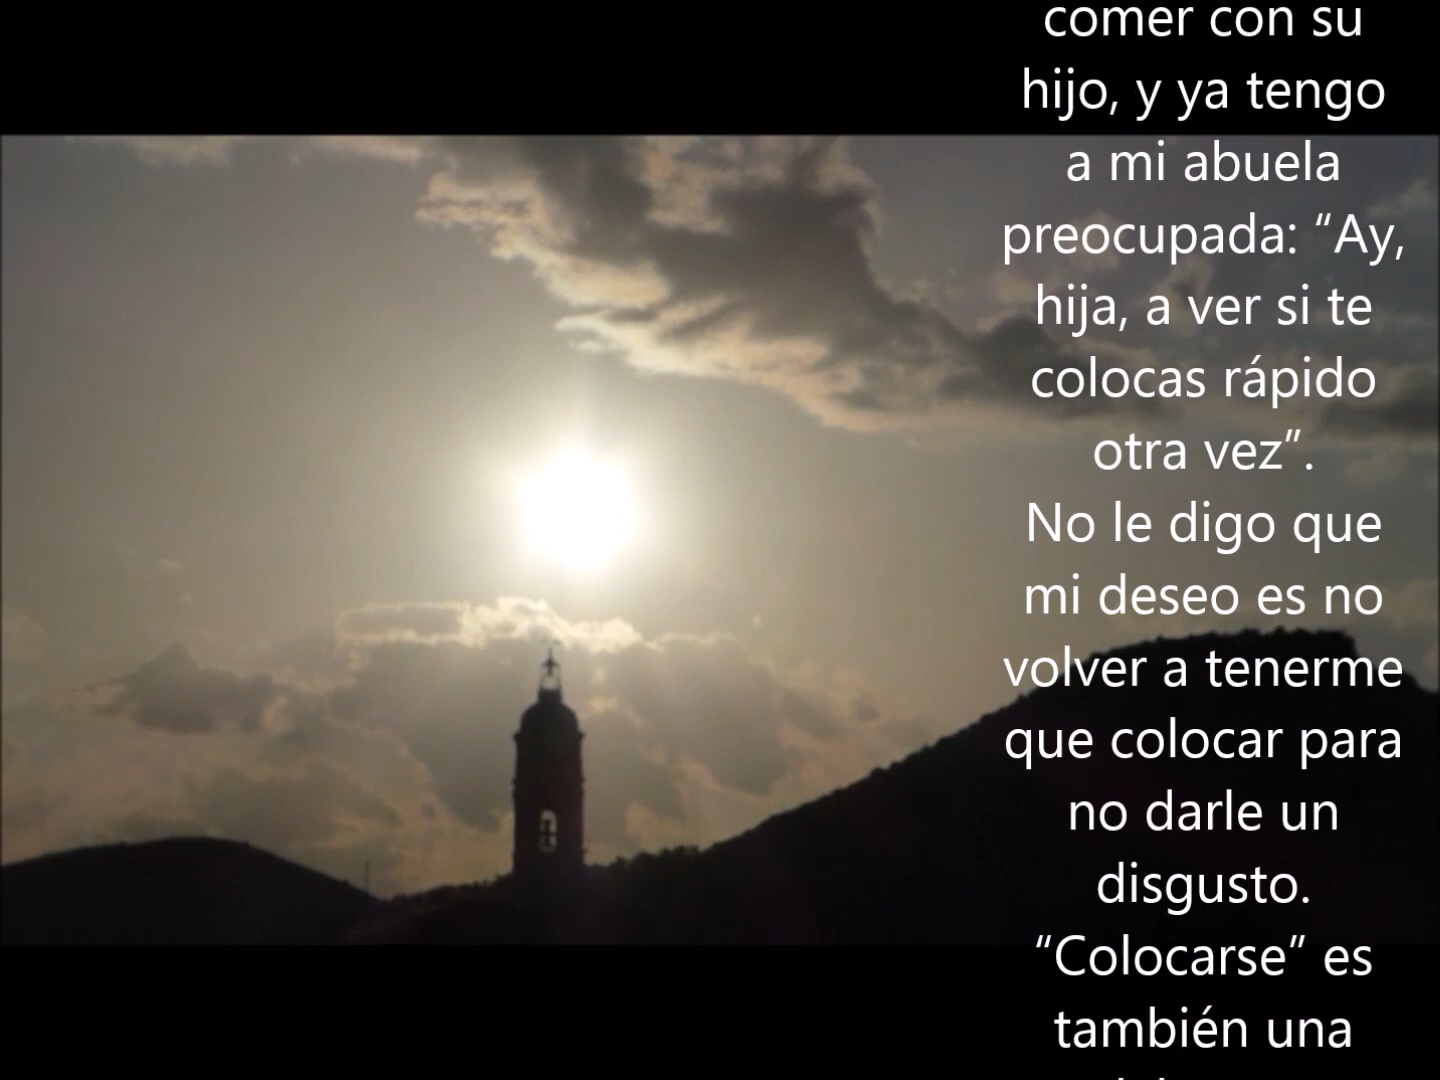 comer con su
hijo, y ya tengo
a mi abuela
preocupada: “Ay,
hija, a ver si te
colocas rápido
otra vez”.
No le digo que
mi deseo es no
volver a tenerme
que colocar para
no darle un
disgusto.
“Colocarse” es
también una